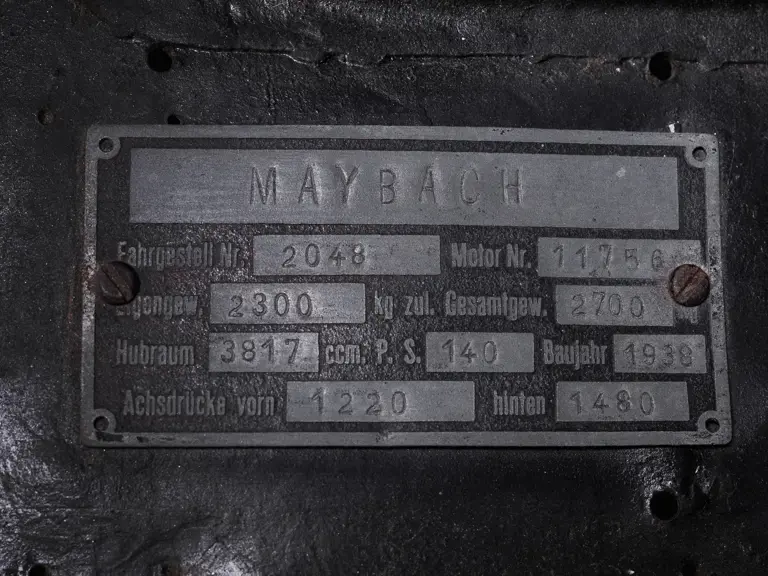 MAYBACH
Fahrgestell Nr. 2048 Motor Nr. 11756
Eigengew. 2300 kg zul. Gesamtgew. 2700
Hubraum 3817 ccm. P. S. 140 Baujahr 1938
Achsdrücke vorn 1220 hinten 1480